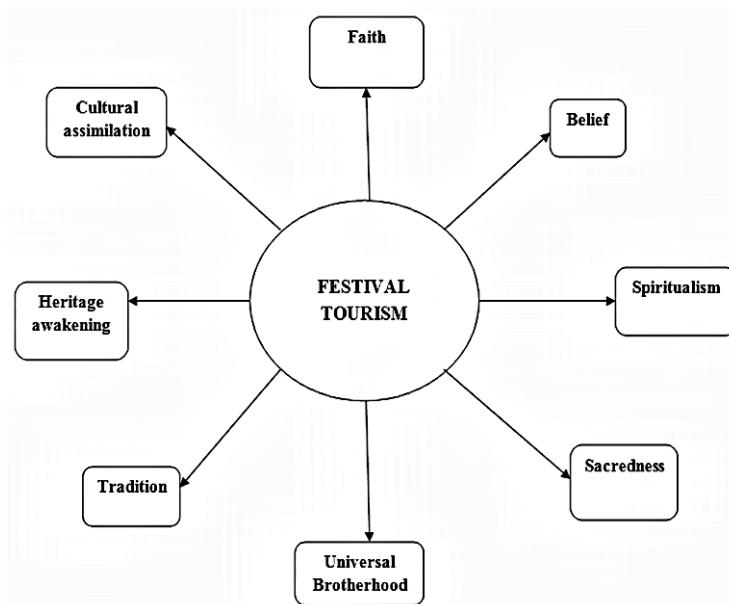 Faith
Cultural
assimilation
Belief
Heritage
awakening
FESTIVAL
TOURISM
Spiritualism
Tradition
Sacredness
Universal
Brotherhood